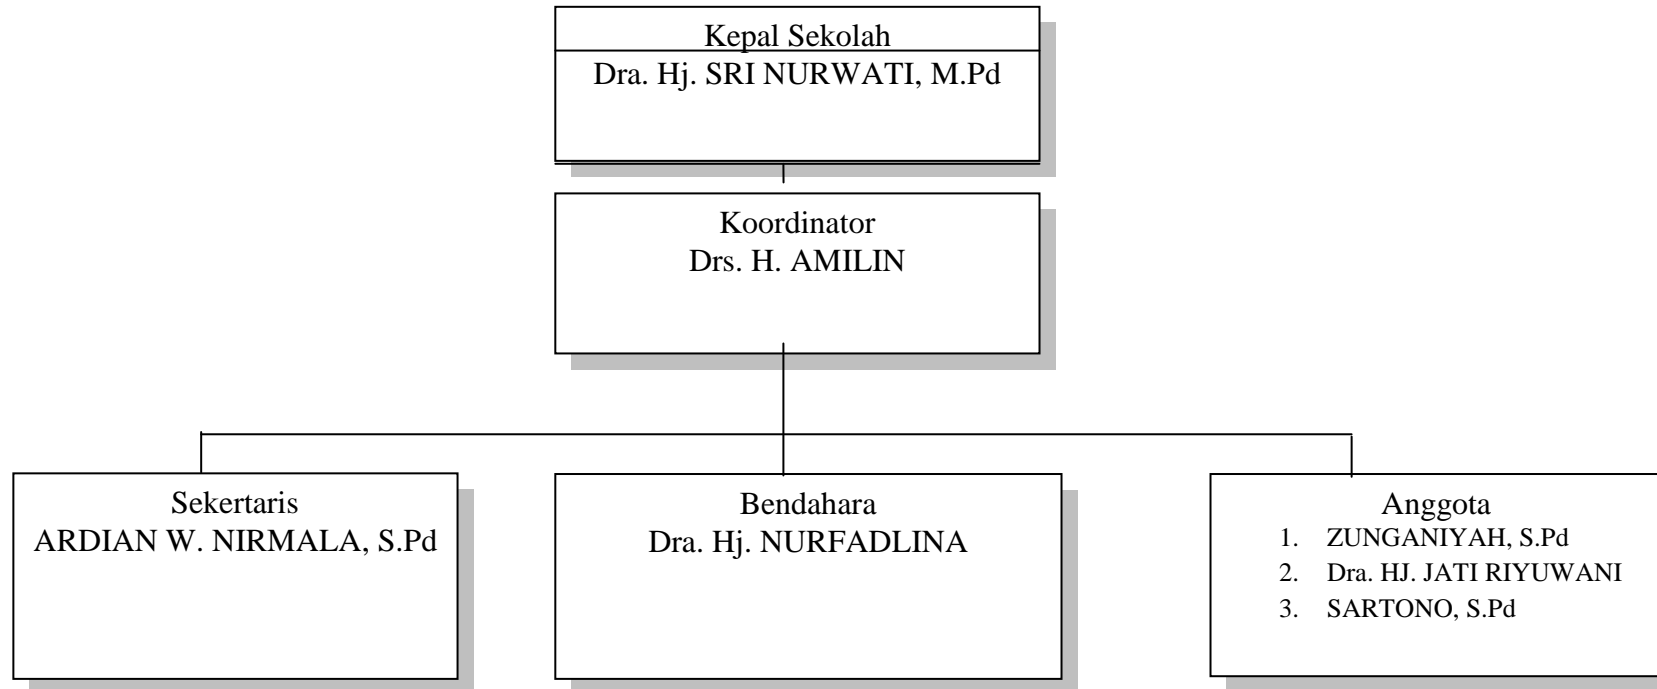 Kepal Sekolah
Dra. Hj. SRI NURWATI, M.Pd
Koordinator
Drs. H. AMILIN
Sekertaris
ARDIAN W. NIRMALA, S.Pd
Bendahara
Dra. Hj. NURFADLINA
Anggota
1. ZUNGANIYAH, S.Pd
2. Dra. HJ. JATI RIYUWANI
3. SARTONO, S.Pd